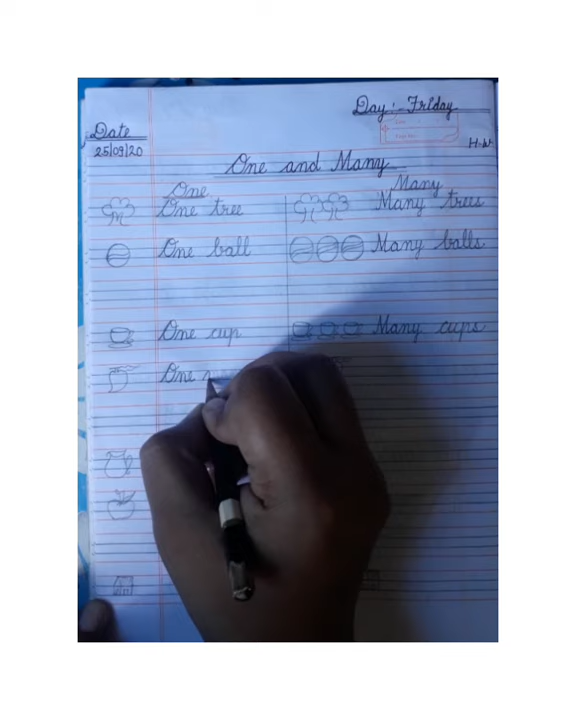 Day :- Friday
Date
25/09/20
H.W
One and Many
One Many
One tree Many trees
One ball Many balls
One cup Many cups
One